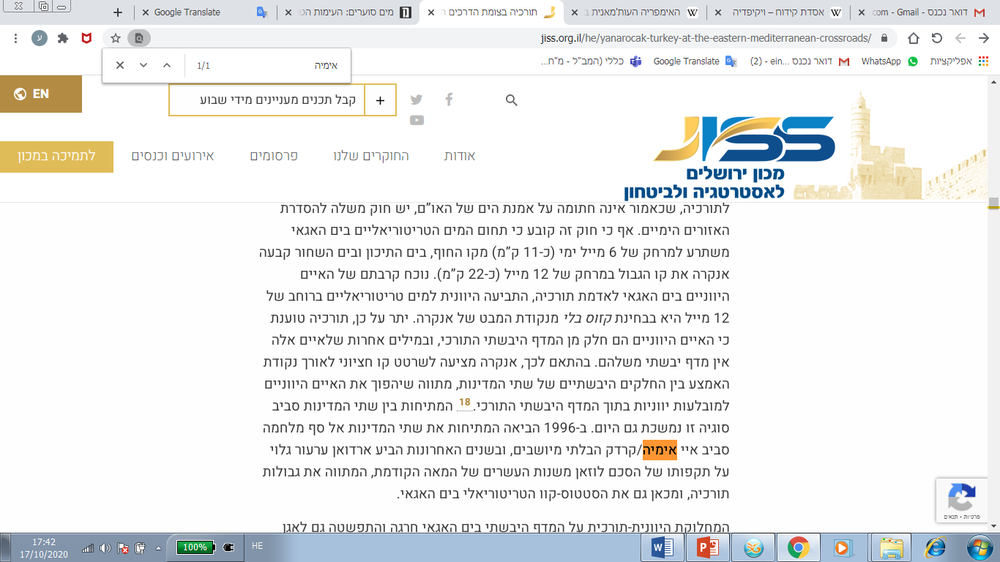 דואר נכנס - com - Gmail
אסדת קידוח – ויקיפדיה
האימפריה העות'מאנית ב
תורכיה בצומת הדרכים ה
מים סוערים: העימות הט
Google Translate
jiss.org.il/he/yanarocak-turkey-at-the-eastern-mediterranean-crossroads/
ע
אפליקציות
WhatsApp
דואר נכנס (2) - ein...
Google Translate
כללי (המב"ל - מ"ח...
אימיה
1/1
EN
קבל תכנים מעניינים מידי שבוע
+
JISS
מכון ירושלים
לאסטרטגיה ולביטחון
אודות
החוקרים שלנו
פרסומים
אירועים וכנסים
לתמיכה במכון
לתורכיה, שכאמור אינה חתומה על אמנת הים של האו”ם, יש חוק משלה להסדרת
האזורים הימיים. אף כי חוק זה קובע כי תחום המים הטריטוריאליים בים האגאי
משתרע למרחק של 6 מייל ימי (כ-11 ק”מ) מקו החוף, בים התיכון ובים השחור קבעה
אנקרה את קו הגבול במרחק של 12 מייל (כ-22 ק”מ). נוכח קרבתם של האיים
היווניים בים האגאי לאדמת תורכיה, התביעה היוונית למים טריטוריאליים ברוחב של
12 מייל היא בבחינת קזוס בלי מנקודת המבט של אנקרה. יתר על כן, תורכיה טוענת
כי האיים היווניים הם חלק מן המדף היבשתי התורכי, ובמילים אחרות שלאיים אלה
אין מדף יבשתי משלהם. בהתאם לכך, אנקרה מציעה לשרטט קו חציוני לאורך נקודת
האמצע בין החלקים היבשתיים של שתי המדינות, מתווה שיהפוך את האיים היווניים
למובלעות יווניות בתוך המדף היבשתי התורכי.18 המתיחות בין שתי המדינות סביב
סוגיה זו נמשכת גם היום. ב-1996 הביאה המתיחות את שתי המדינות אל סף מלחמה
סביב איי אימיה/קרדק הבלתי מיושבים, ובשנים האחרונות הביע ארדואן ערעור גלוי
על תקפותו של הסכם לוזאן משנות העשרים של המאה הקודמת, המתווה את גבולות
תורכיה, ומכאן גם את הסטטוס-קוו הטריטוריאלי בים האגאי.
המחלוקת היוונית-תורכית על המדף היבשתי בים האגאי חרגה והתפשטה גם לאגן
פרטיות - תנאים
17:42
17/10/2020
100%
HE